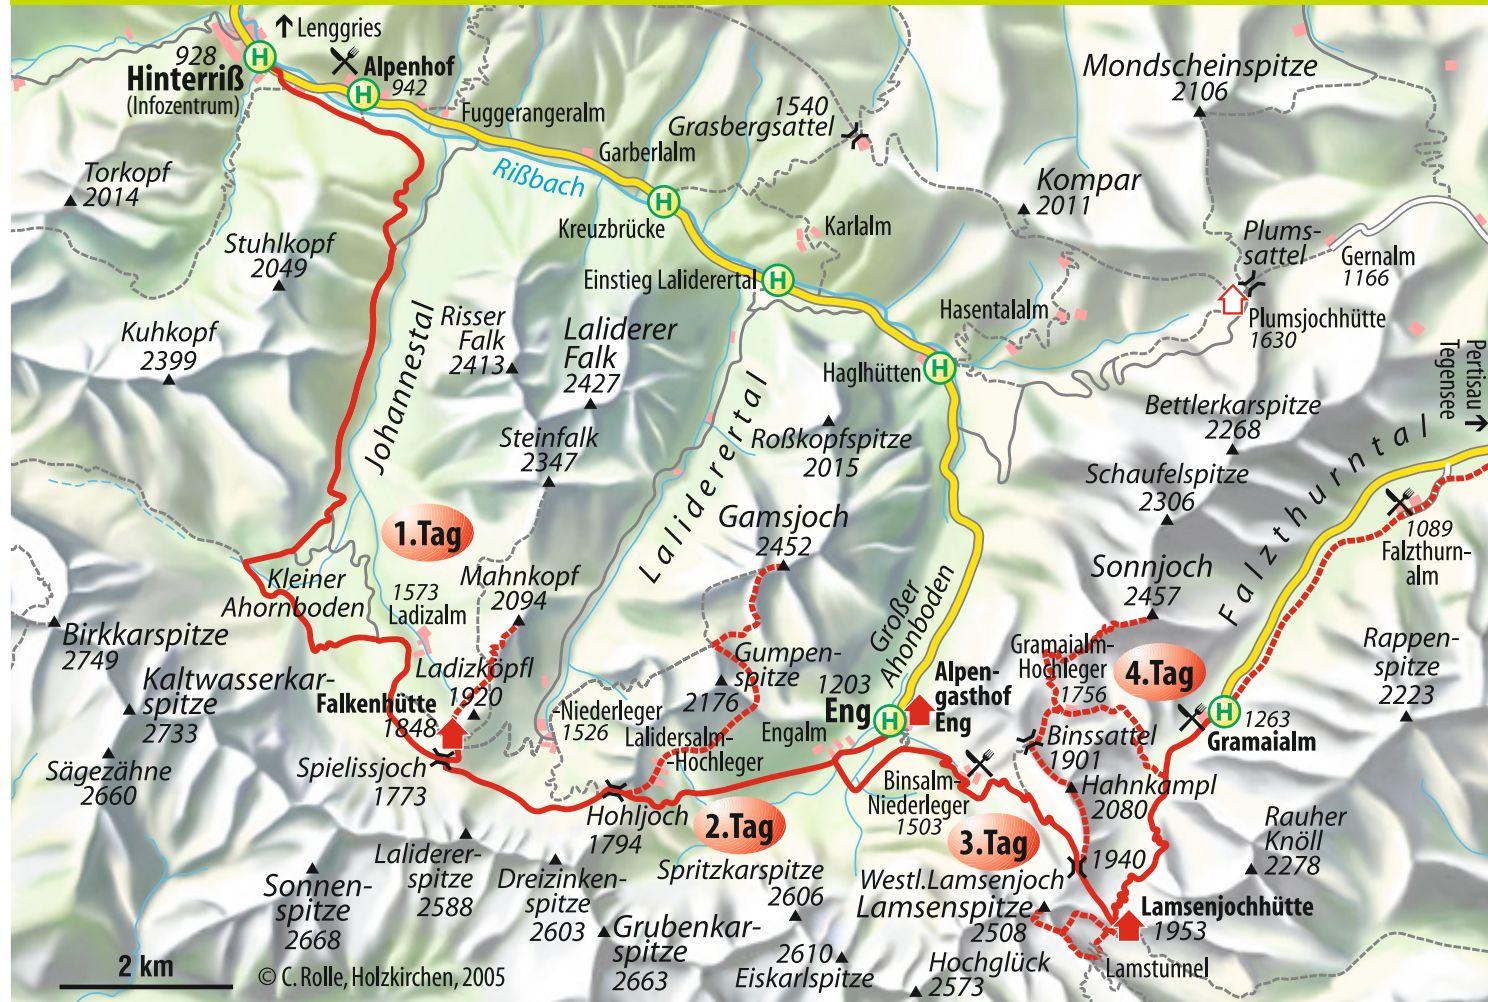 Lenggries
928
Hinterriß
(Infozentrum)
H
Alpenhof
942
H
Fuggerangeralm
Garberlalm
Rißbach
1540
Grasbergsattel
Mondscheinspitze
2106
Torkopf
2014
Kompar
2011
H
Kreuzbrücke
Karlalm
Stuhlkopf
2049
Plums-
sattel
Gernalm
1166
Einstieg Laliderertal
H
Hasentalalm
Plumsjochhütte
1630
Risser
Falk
2413
Laliderer
Falk
2427
Kuhkopf
2399
Haglhütten
H
Pertisau
Tegensee
Johannestal
Laliderertal
Steinfalk
2347
Roßkopfspitze
2015
Bettlerkarspitze
2268
Falzthurntal
Schaufelspitze
2306
1.Tag
Gamsjoch
2452
1089
Falzthurn-
alm
Kleiner
Ahornboden
1573
Ladizalm
Mahnkopf
2094
Großer
Ahonboden
Sonnjoch
2457
Birkkarspitze
2749
Gramaialm-
Hochleger
1756
4.Tag
Rappen-
spitze
2223
Kaltwasserkar-
spitze
2733
Ladizköpfl
1920
Falkenhütte
1848
Gumpen-
spitze
2176
1203
Eng
H
Alpen-
gasthof
Eng
-Niederleger
1526
Lalidersalm-
-Hochleger
Engalm
H
1263
Gramaialm
Binssattel
1901
Sägezähne
2660
Spielissjoch
1773
Binsalm-
Niederleger
1503
Hahnkampl
2080
Hohljoch
1794
2.Tag
3.Tag
Rauher
Knöll
2278
1940
Westl.Lamsenjoch
Sonnen-
spitze
2668
Laliderer-
spitze
2588
Dreizinken-
spitze
2603
Spritzkarspitze
2606
Lamsenspitze
2508
Lamsenjochhütte
1953
Grubenkar-
spitze
2663
2610
Eiskarlspitze
Hochglück
2573
Lamstunnel
2 km
© C. Rolle, Holzkirchen, 2005